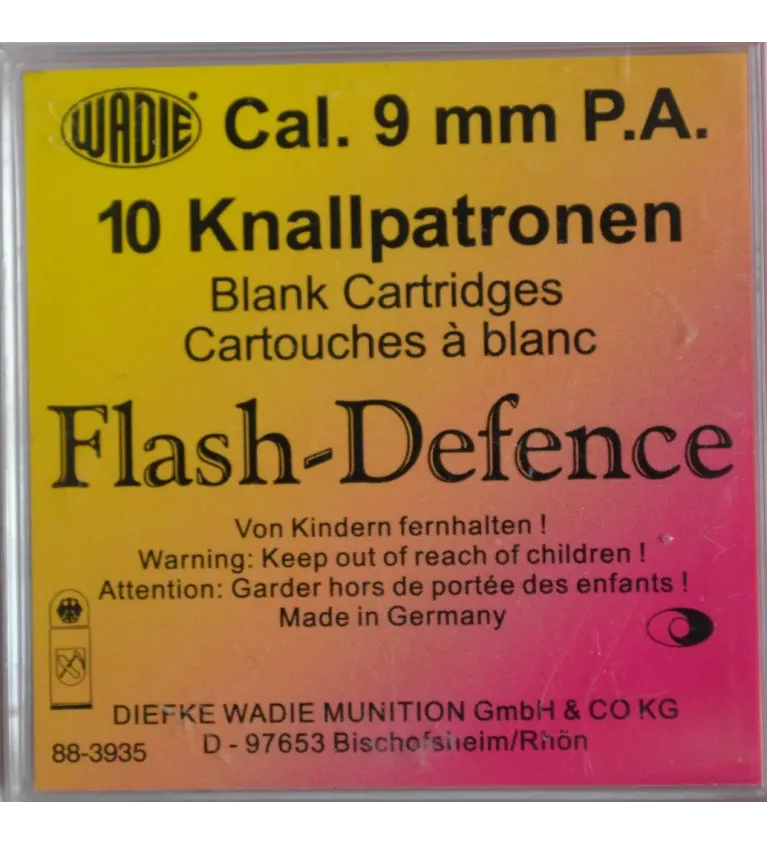 WADIE Cal. 9 mm P.A.
10 Knallpatronen
Blank Cartridges
Cartouches à blanc
Flash-Defence
Von Kindern fernhalten !
Warning: Keep out of reach of children !
Attention: Garder hors de portée des enfants !
Made in Germany
DIEFKE WADIE MUNITION GmbH & CO KG
D - 97653 Bischofsheim/Rhön
88-3935